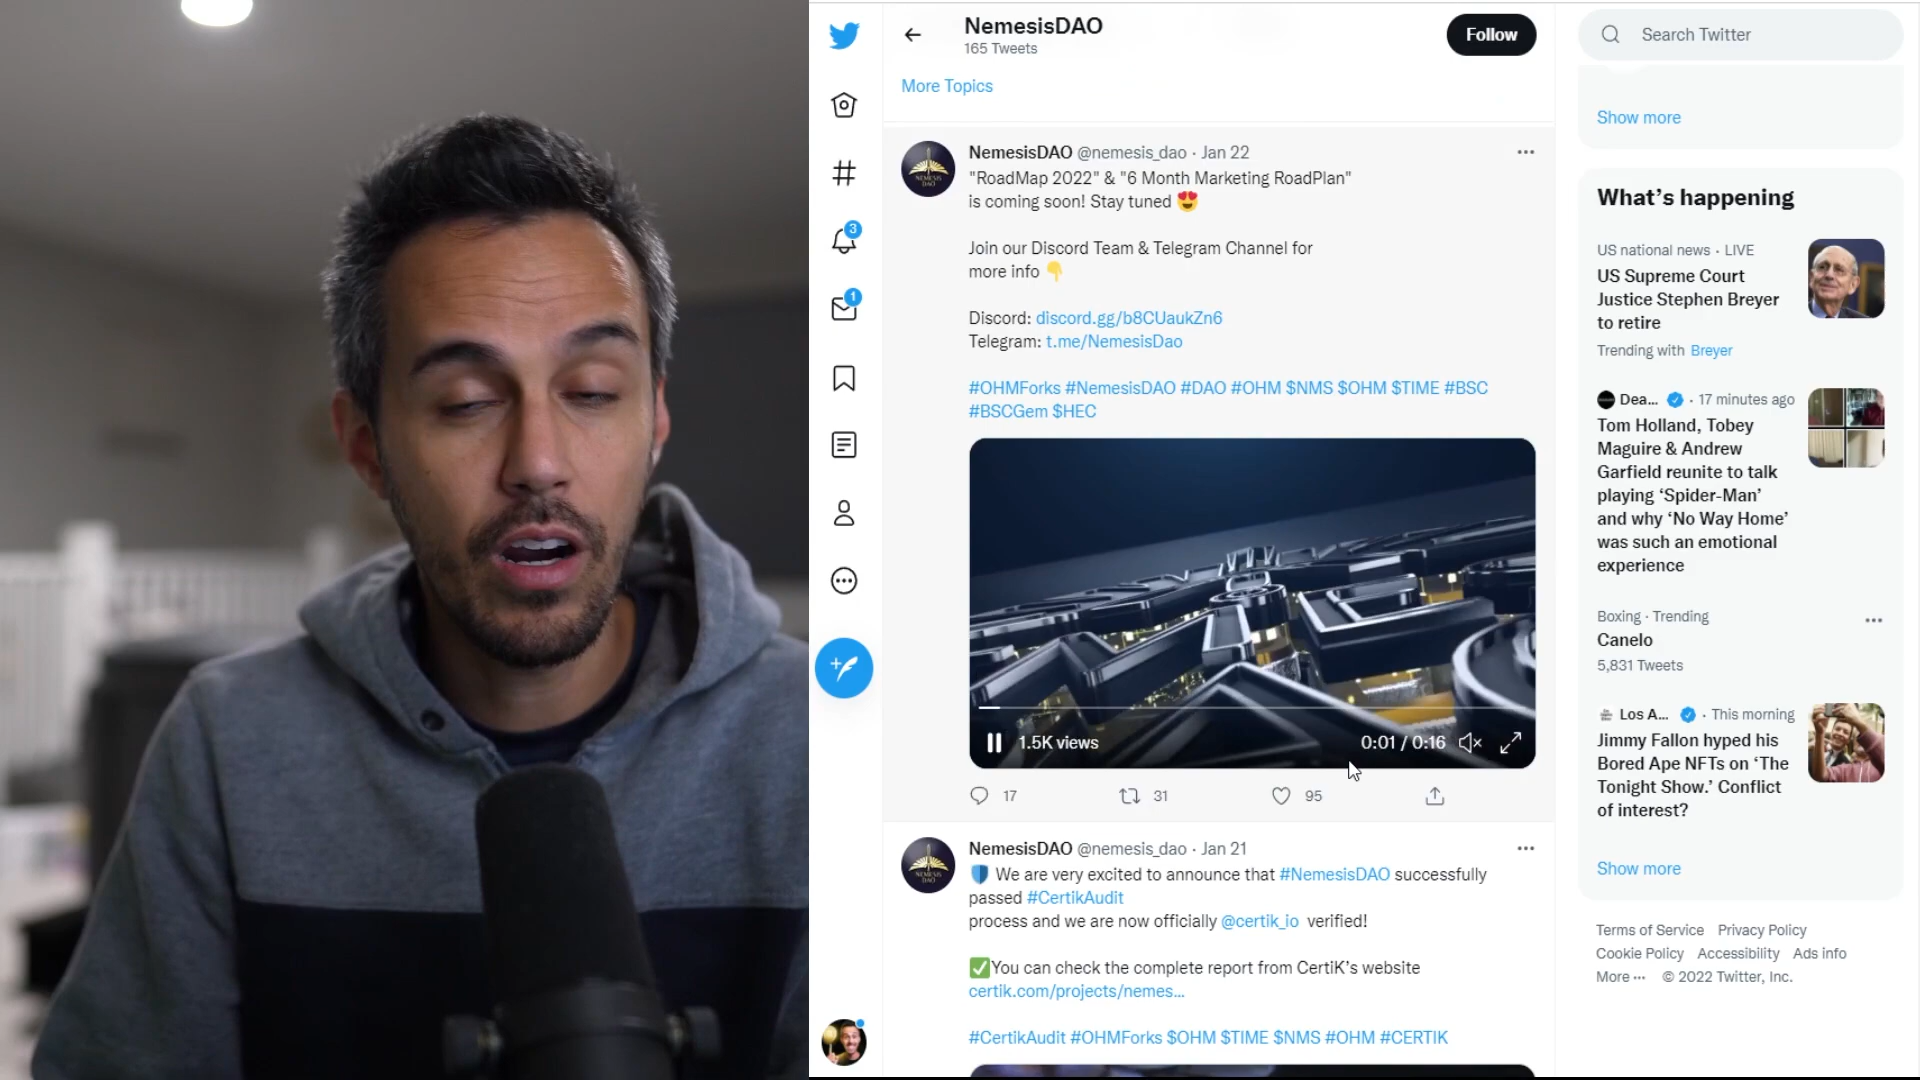 NemesisDAO
165 Tweets
Follow
More Topics
NemesisDAO @nemesis_dao · Jan 22
"RoadMap 2022" & "6 Month Marketing RoadPlan"
is coming soon! Stay tuned 😍
Join our Discord Team & Telegram Channel for
more info 👇
Discord: discord.gg/b8CUaukZn6
Telegram: t.me/NemesisDao
#OHMForks #NemesisDAO #DAO #OHM $NMS $OHM $TIME #BSC
#BSCGem $HEC
1.5K views
0:01 / 0:16
17
31
95
NemesisDAO @nemesis_dao · Jan 21
🛡️ We are very excited to announce that #NemesisDAO successfully
passed #CertikAudit
process and we are now officially @certik_io verified!
✅You can check the complete report from CertiK’s website
certik.com/projects/nemes...
#CertikAudit #OHMForks $OHM $TIME $NMS #OHM #CERTIK
3
1
Search Twitter
Show more
What’s happening
US national news · LIVE
US Supreme Court
Justice Stephen Breyer
to retire
Trending with Breyer
Dea... · 17 minutes ago
Tom Holland, Tobey
Maguire & Andrew
Garfield reunite to talk
playing ‘Spider-Man’
and why ‘No Way Home’
was such an emotional
experience
Boxing · Trending
Canelo
5,831 Tweets
Los A... · This morning
Jimmy Fallon hyped his
Bored Ape NFTs on ‘The
Tonight Show.’ Conflict
of interest?
Show more
Terms of Service Privacy Policy
Cookie Policy Accessibility Ads info
More ··· © 2022 Twitter, Inc.